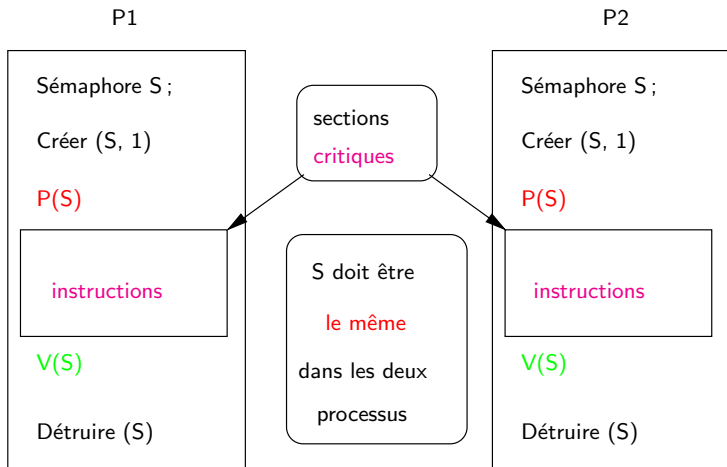 P1
Sémaphore S ;
Créer (S, 1)
P(S)
instructions
V(S)
Détruire (S)
sections
critiques
S doit être
le même
dans les deux
processus
P2
Sémaphore S ;
Créer (S, 1)
P(S)
instructions
V(S)
Détruire (S)